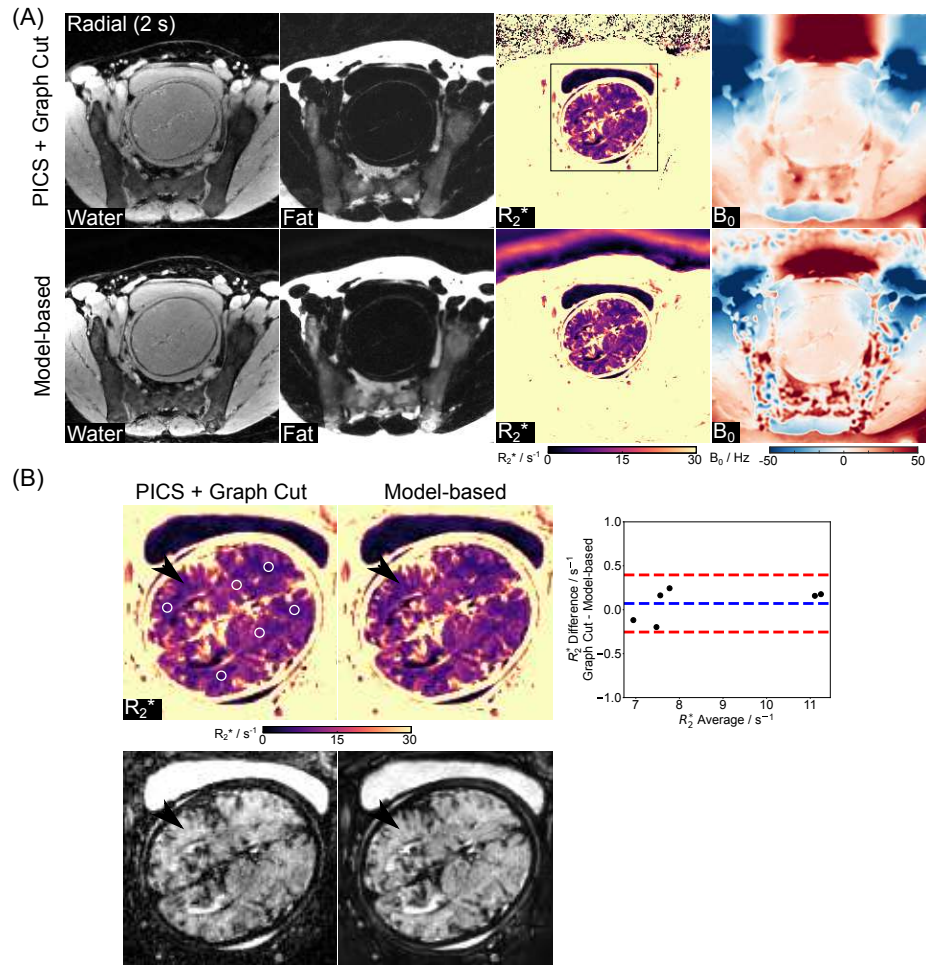 (A)
Radial (2 s)
PICS + Graph Cut
Water
Fat
R₂*
B₀
Model-based
Water
Fat
R₂*
B₀
R₂* / s⁻¹
0 15 30
B₀ / Hz
-50 0 50
(B)
PICS + Graph Cut
Model-based
R₂*
R₂* / s⁻¹
0 15 30
R₂* Difference / s⁻¹
Graph Cut - Model-based
1.0
0.5
0.0
−0.5
−1.0
7 8 9 10 11
R₂* Average / s⁻¹